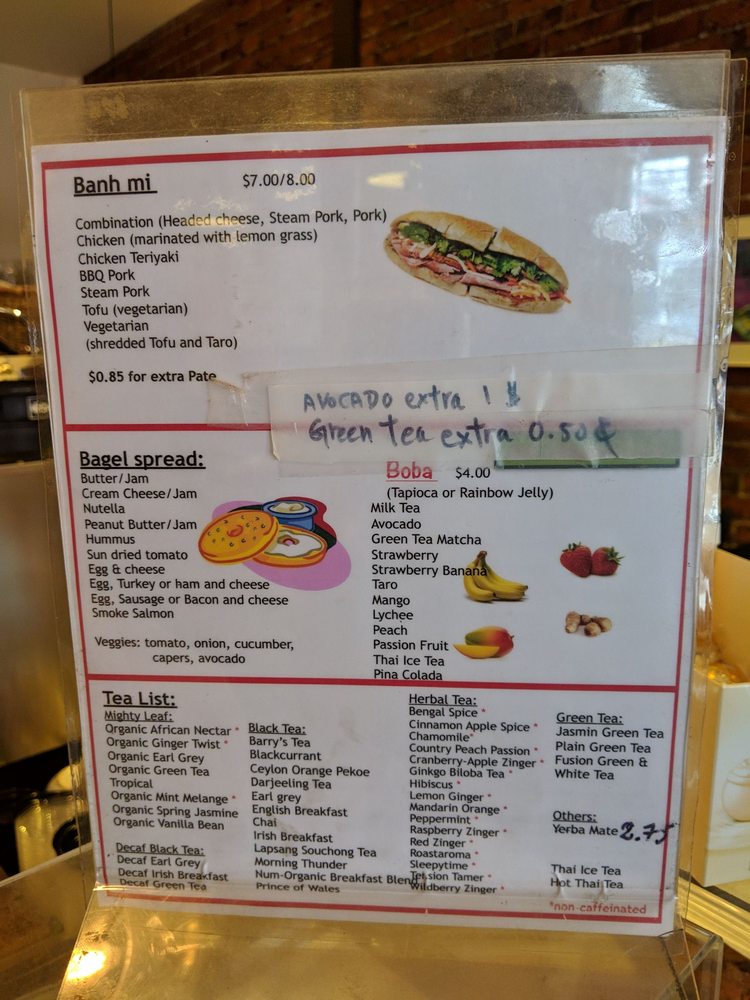 Banh mi $7.00/8.00
Combination (Headed cheese, Steam Pork, Pork)
Chicken (marinated with lemon grass)
Chicken Teriyaki
BBQ Pork
Steam Pork
Tofu (vegetarian)
Vegetarian
(shredded Tofu and Taro)
$0.85 for extra Pate
AVOCADO extra 1 $
Green tea extra 0.50¢
Bagel spread:
Butter/Jam
Cream Cheese/Jam
Nutella
Peanut Butter/Jam
Hummus
Sun dried tomato
Egg & cheese
Egg, Turkey or ham and cheese
Egg, Sausage or Bacon and cheese
Smoke Salmon
Veggies: tomato, onion, cucumber,
capers, avocado
Boba $4.00
(Tapioca or Rainbow Jelly)
Milk Tea
Avocado
Green Tea Matcha
Strawberry
Strawberry Banana
Taro
Mango
Lychee
Peach
Passion Fruit
Thai Ice Tea
Pina Colada
Tea List:
Mighty Leaf:
Organic African Nectar *
Organic Ginger Twist *
Organic Earl Grey
Organic Green Tea
Tropical
Organic Mint Melange *
Organic Spring Jasmine
Organic Vanilla Bean
Decaf Black Tea:
Decaf Earl Grey
Decaf Irish Breakfast
Decaf Green Tea
Black Tea:
Barry's Tea
Blackcurrant
Ceylon Orange Pekoe
Darjeeling Tea
Earl grey
English Breakfast
Chai
Irish Breakfast
Lapsang Souchong Tea
Morning Thunder
Num-Organic Breakfast Blend
Prince of Wales
Herbal Tea:
Bengal Spice *
Cinnamon Apple Spice *
Chamomile*
Country Peach Passion *
Cranberry-Apple Zinger *
Ginkgo Biloba Tea *
Hibiscus *
Lemon Ginger *
Mandarin Orange *
Peppermint *
Raspberry Zinger *
Red Zinger *
Roastaroma *
Sleepytime *
Tension Tamer *
Wildberry Zinger *
Green Tea:
Jasmin Green Tea
Plain Green Tea
Fusion Green &
White Tea
Others:
Yerba Mate 2.75
Thai Ice Tea
Hot Thai Tea
*non-caffeinated